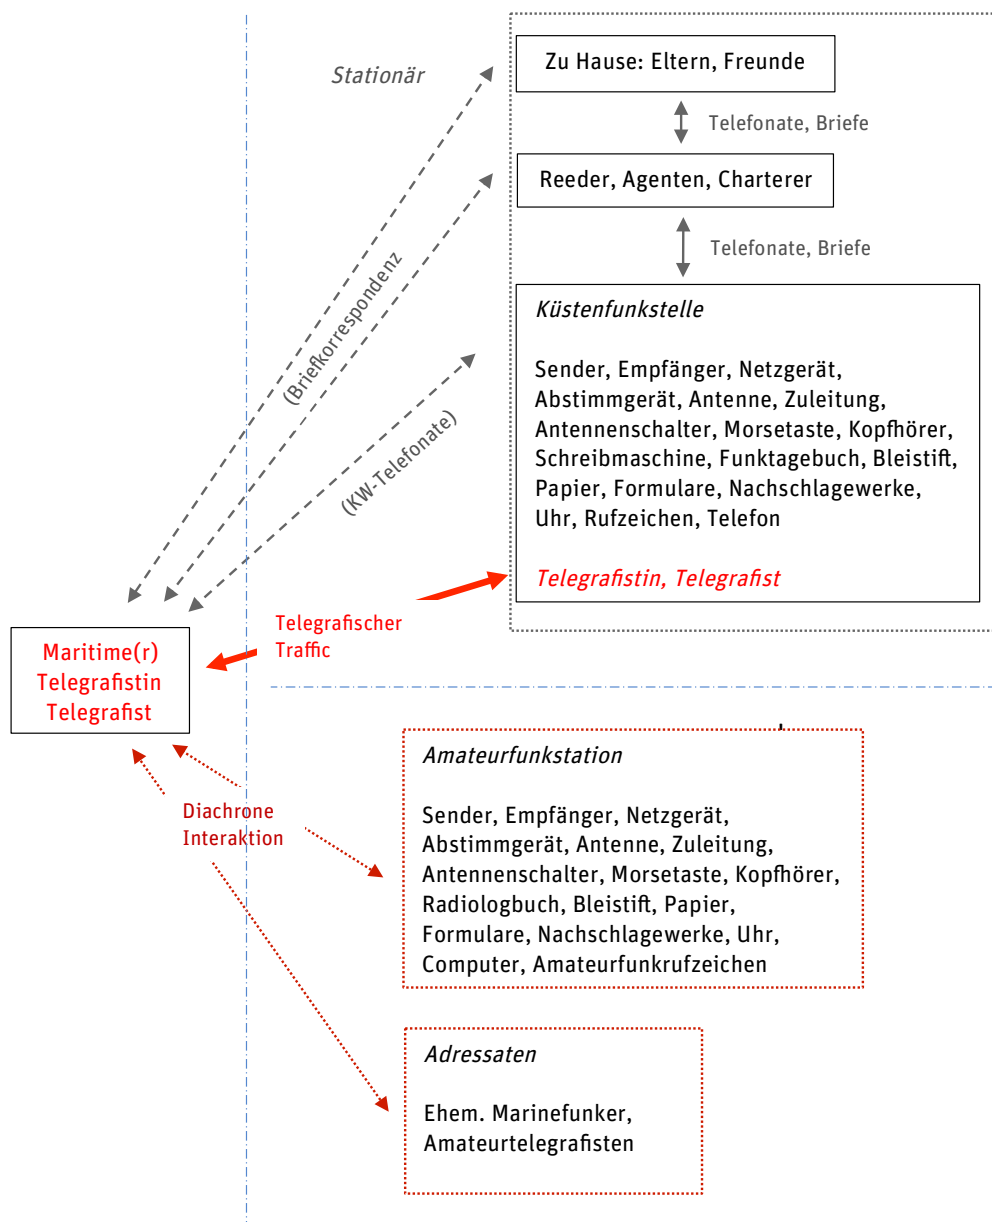 Stationär
Zu Hause: Eltern, Freunde
Telefonate, Briefe
Reeder, Agenten, Charterer
Telefonate, Briefe
(Briefkorrespondenz
(KW-Telefonate)
Küstenfunkstelle
Sender, Empfänger, Netzgerät,
Abstimmgerät, Antenne, Zuleitung,
Antennenschalter, Morsetaste, Kopfhörer,
Schreibmaschine, Funktagebuch, Bleistift,
Papier, Formulare, Nachschlagewerke,
Uhr, Rufzeichen, Telefon
Telegrafistin, Telegrafist
Telegrafischer
Traffic
Maritime(r)
Telegrafistin
Telegrafist
Diachrone
Interaktion
Amateurfunkstation
Sender, Empfänger, Netzgerät,
Abstimmgerät, Antenne, Zuleitung,
Antennenschalter, Morsetaste, Kopfhörer,
Radiologbuch, Bleistift, Papier,
Formulare, Nachschlagewerke, Uhr,
Computer, Amateurfunkrufzeichen
Adressaten
Ehem. Marinefunker,
Amateurtelegrafisten